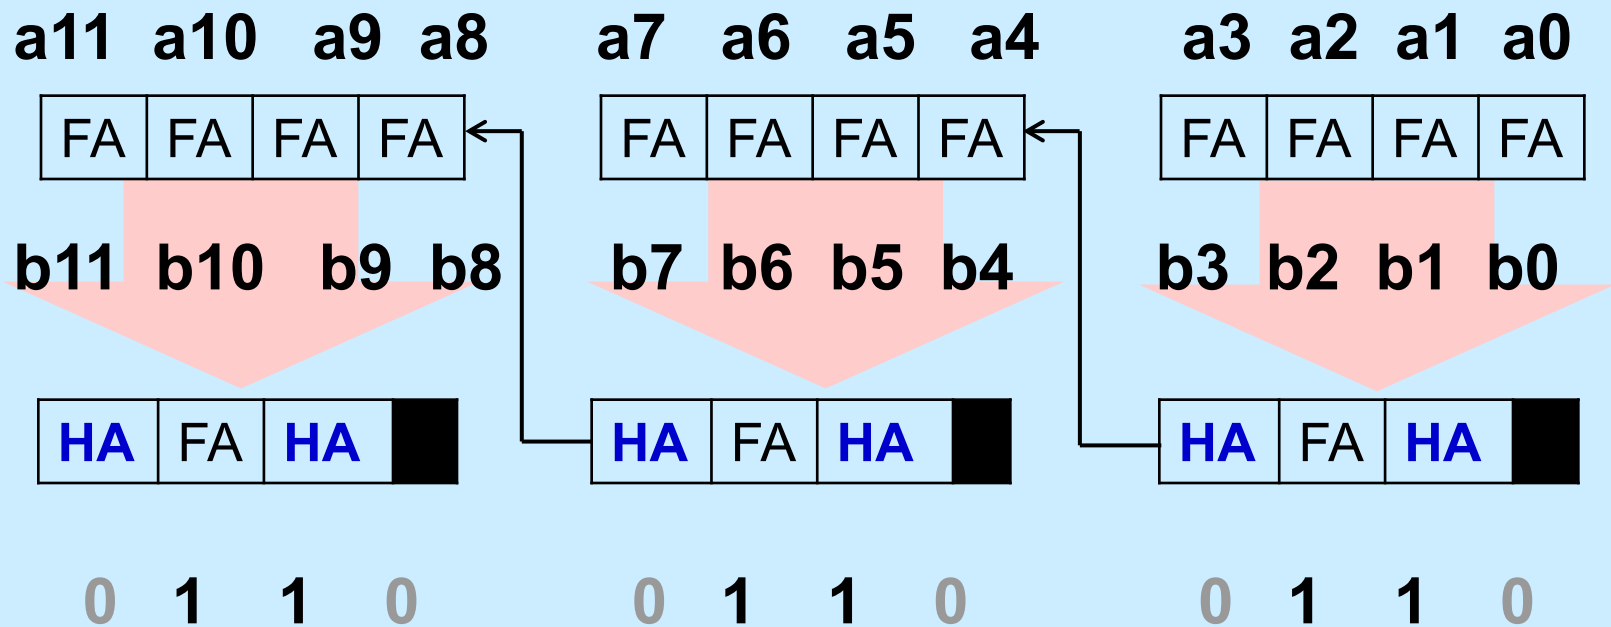 a11 a10 a9 a8 a7 a6 a5 a4 a3 a2 a1 a0
FA FA FA FA FA FA FA FA FA FA FA FA
b11 b10 b9 b8 b7 b6 b5 b4 b3 b2 b1 b0
HA FA HA HA FA HA HA FA HA
0 1 1 0 0 1 1 0 0 1 1 0